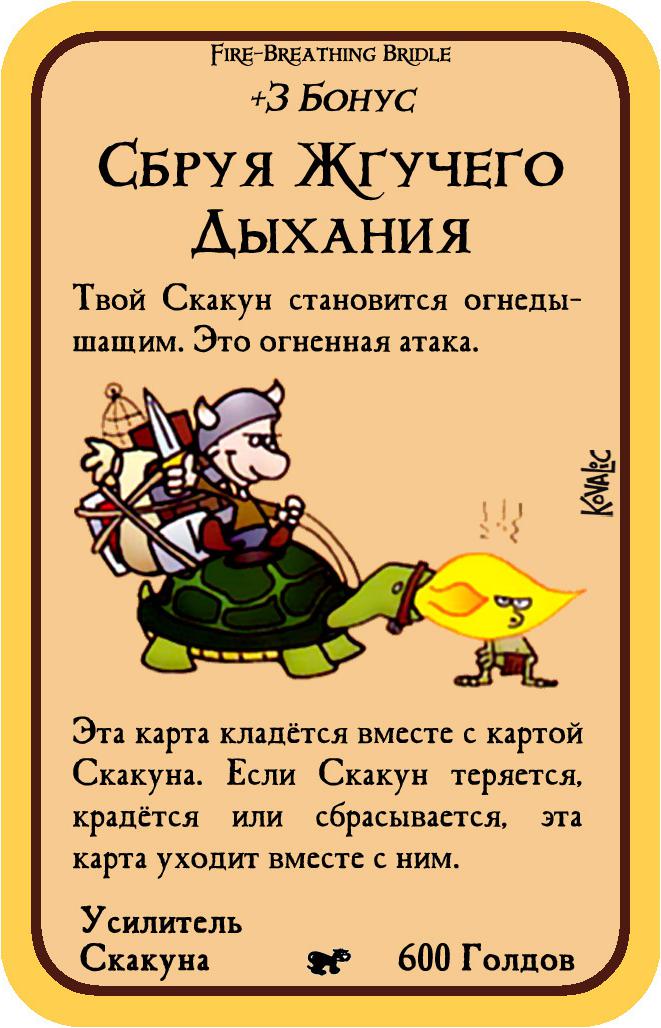 Fire-Breathing Bridle
+3 Бонус
Сбруя Жгучего
Дыхания
Твой Скакун становится огнеды-
шащим. Это огненная атака.
Kovalic
Эта карта кладётся вместе с картой
Скакуна. Если Скакун теряется,
крадётся или сбрасывается, эта
карта уходит вместе с ним.
Усилитель
Скакуна
600 Голдов